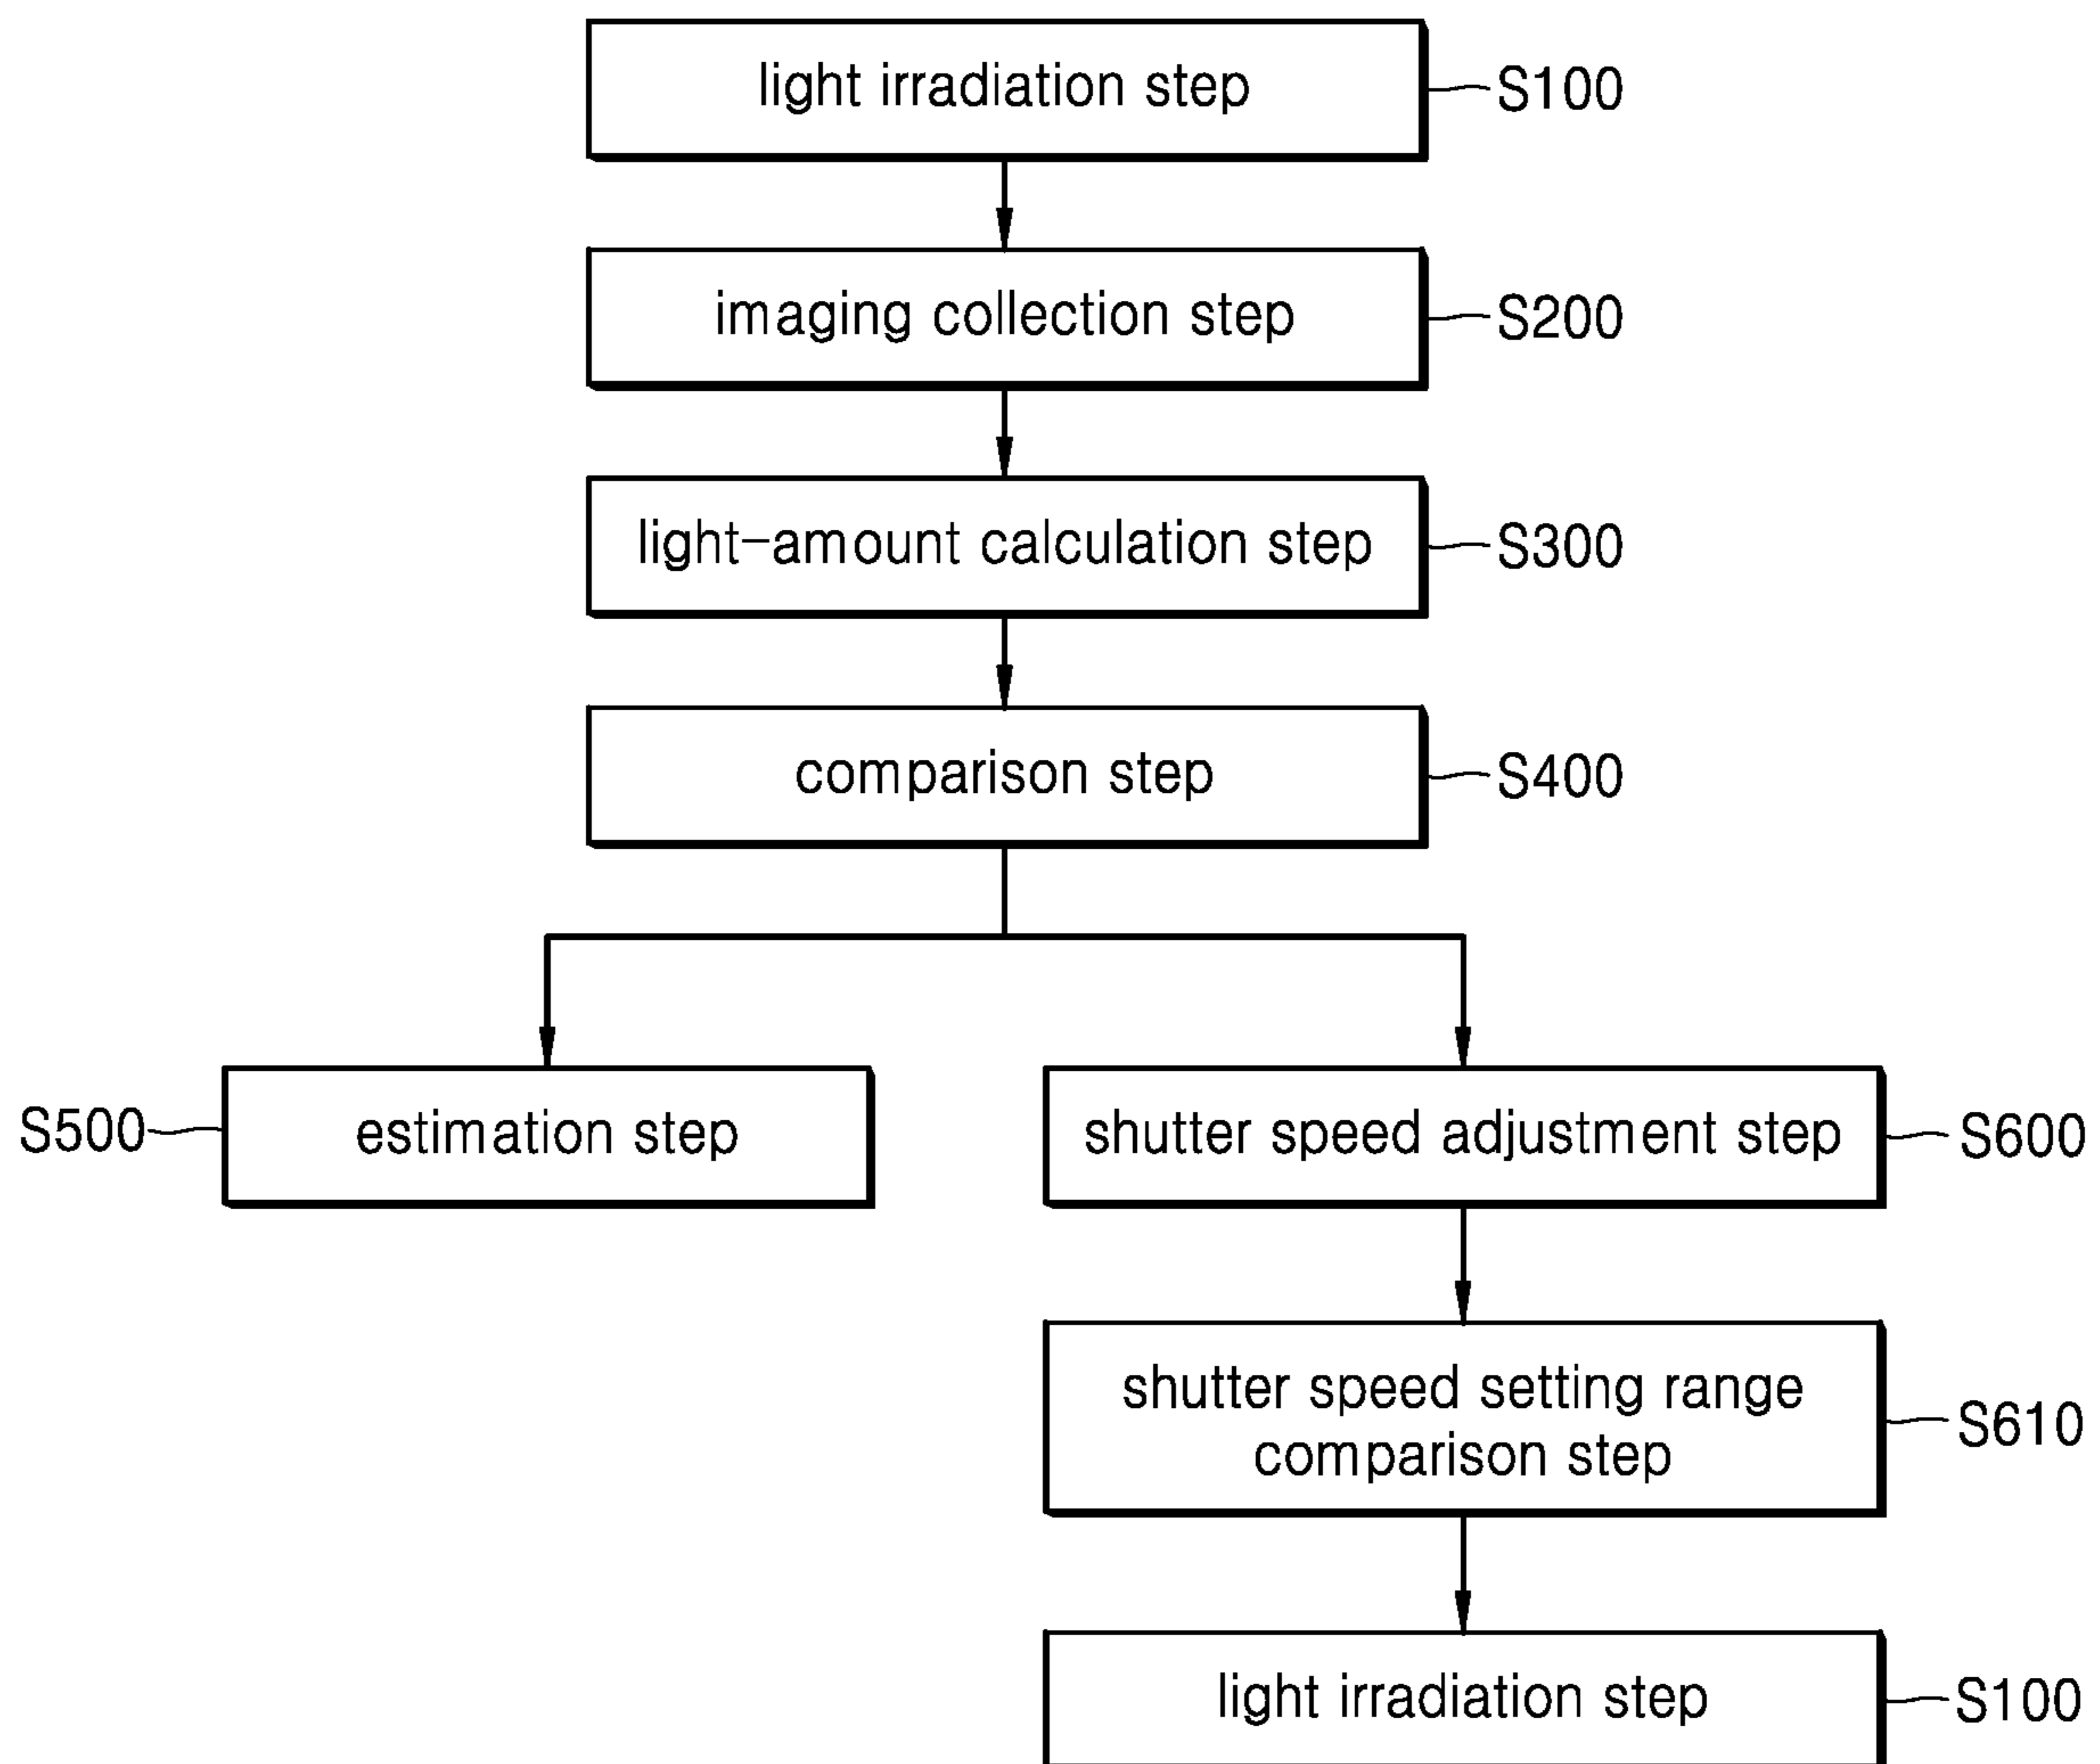 light irradiation step
S100
imaging collection step
S200
light-amount calculation step
S300
comparison step
S400
S500
estimation step
shutter speed adjustment step
S600
shutter speed setting range
comparison step
S610
light irradiation step
S100